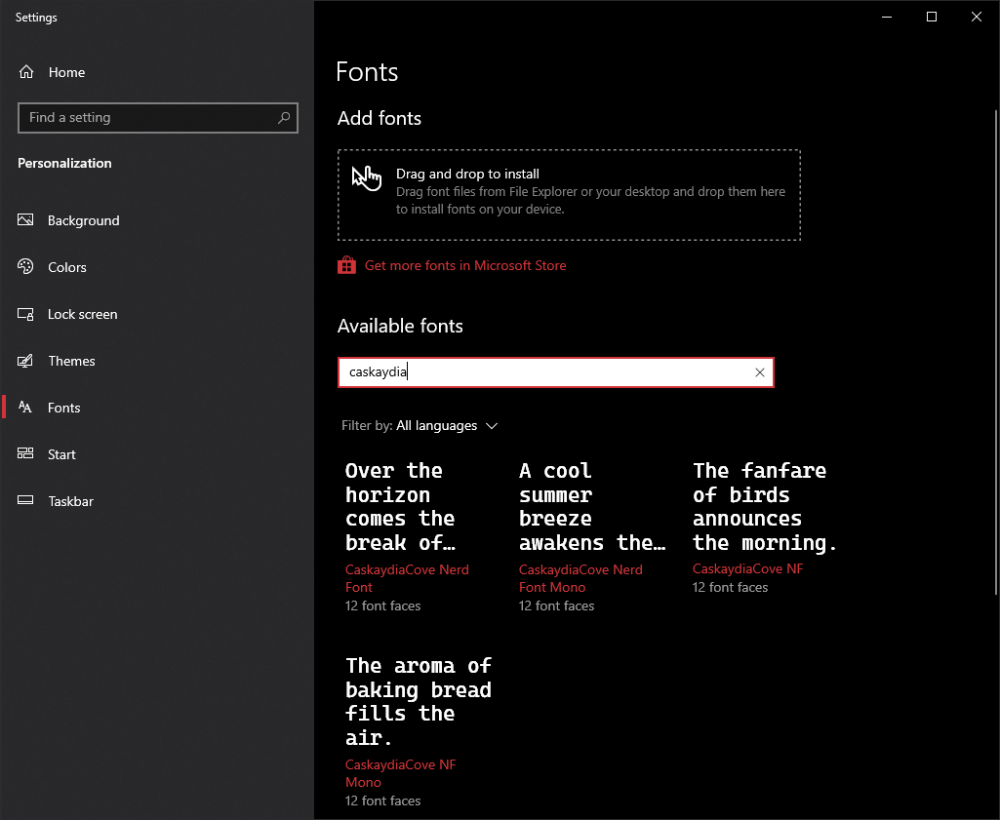 Settings
Home
Find a setting
Personalization
Background
Colors
Lock screen
Themes
Fonts
Start
Taskbar
Fonts
Add fonts
Drag and drop to install
Drag font files from File Explorer or your desktop and drop them here
to install fonts on your device.
Get more fonts in Microsoft Store
Available fonts
caskaydia
Filter by: All languages
Over the
horizon
comes the
break of…
CaskaydiaCove Nerd
Font
12 font faces
A cool
summer
breeze
awakens the…
CaskaydiaCove Nerd
Font Mono
12 font faces
The fanfare
of birds
announces
the morning.
CaskaydiaCove NF
12 font faces
The aroma of
baking bread
fills the
air.
CaskaydiaCove NF
Mono
12 font faces